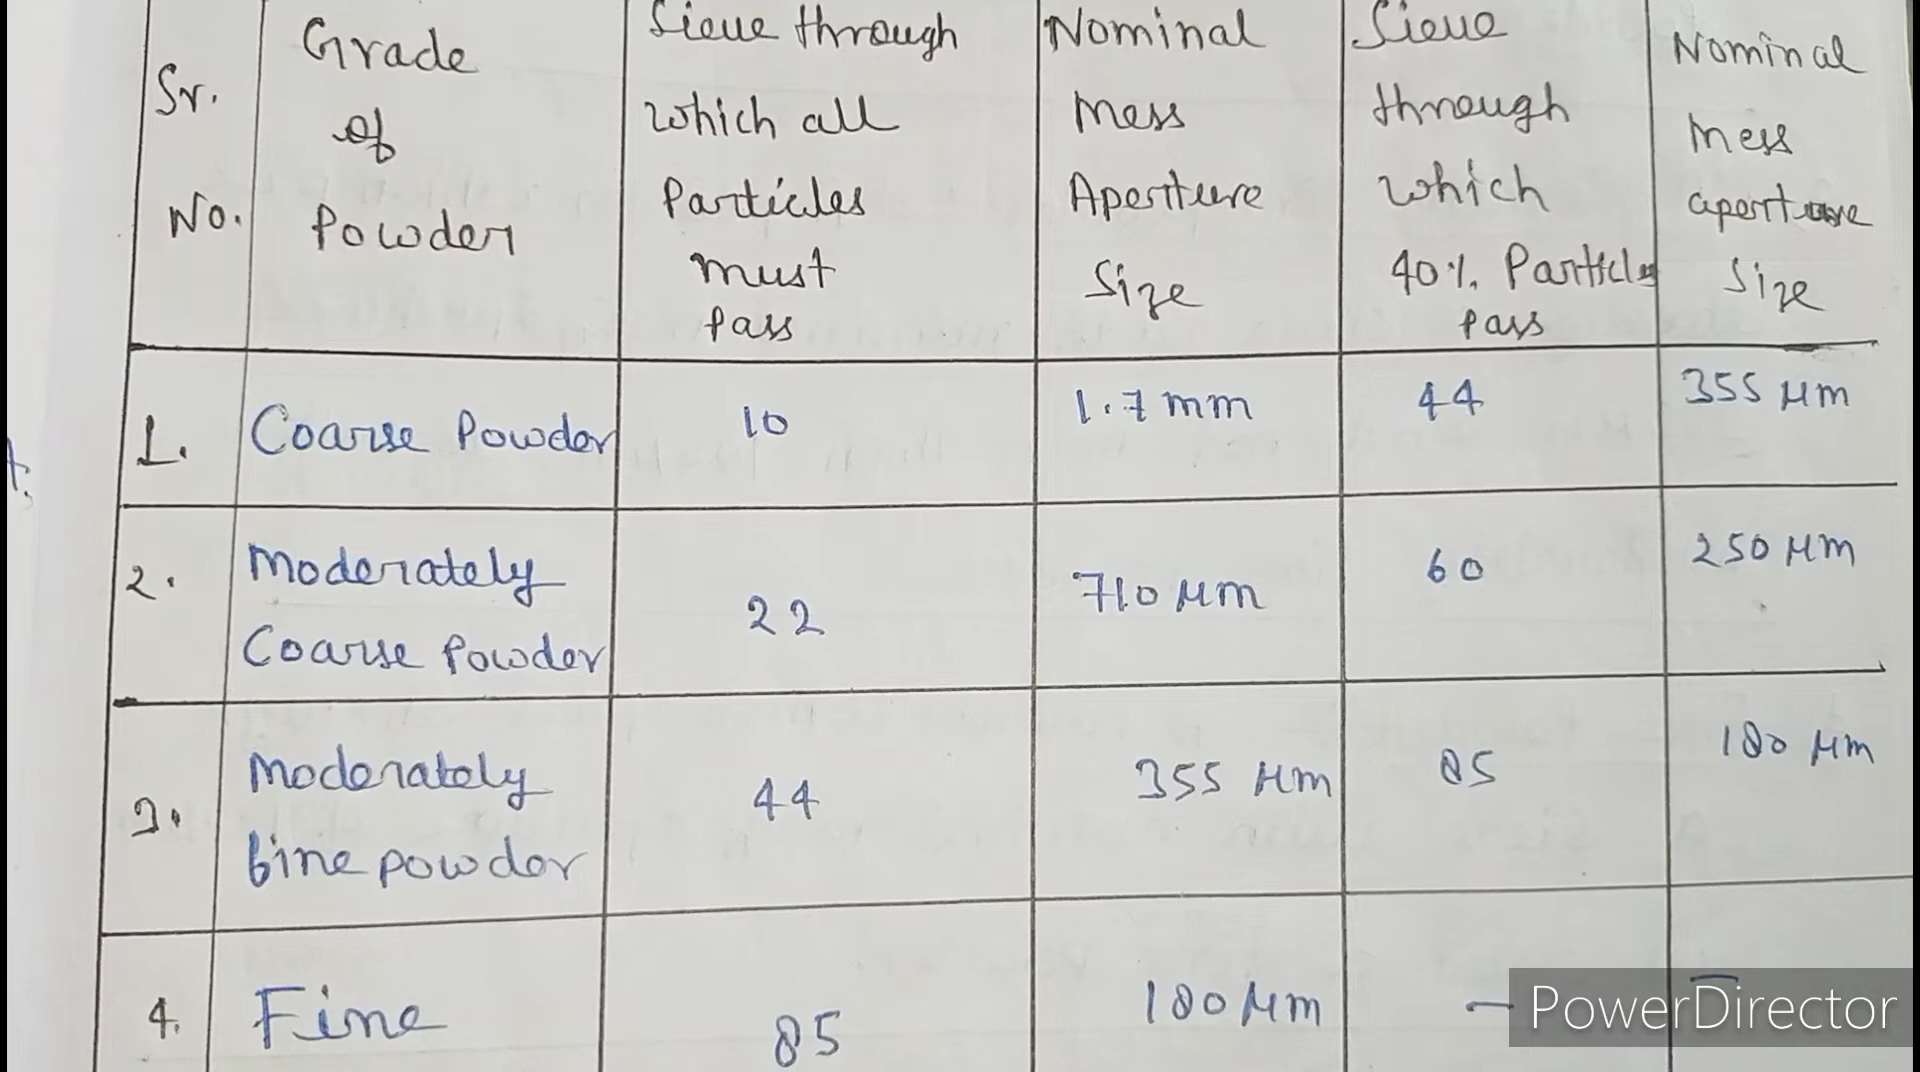 Sr.
No.
Grade
of
Powder
Sieve through
which all
Particles
must
Pass
Nominal
Mess
Aperture
Size
Sieve
through
which
40% Particles
pass
Nominal
Mess
aperture
Size
1. Coarse Powder 10 1.7 mm 44 355 μm
2. Moderately
Coarse Powder 22 710 μm 60 250 μm
3. Moderately
fine powder 44 355 μm 85 180 μm
4. Fine 85 180 μm – –
PowerDirector